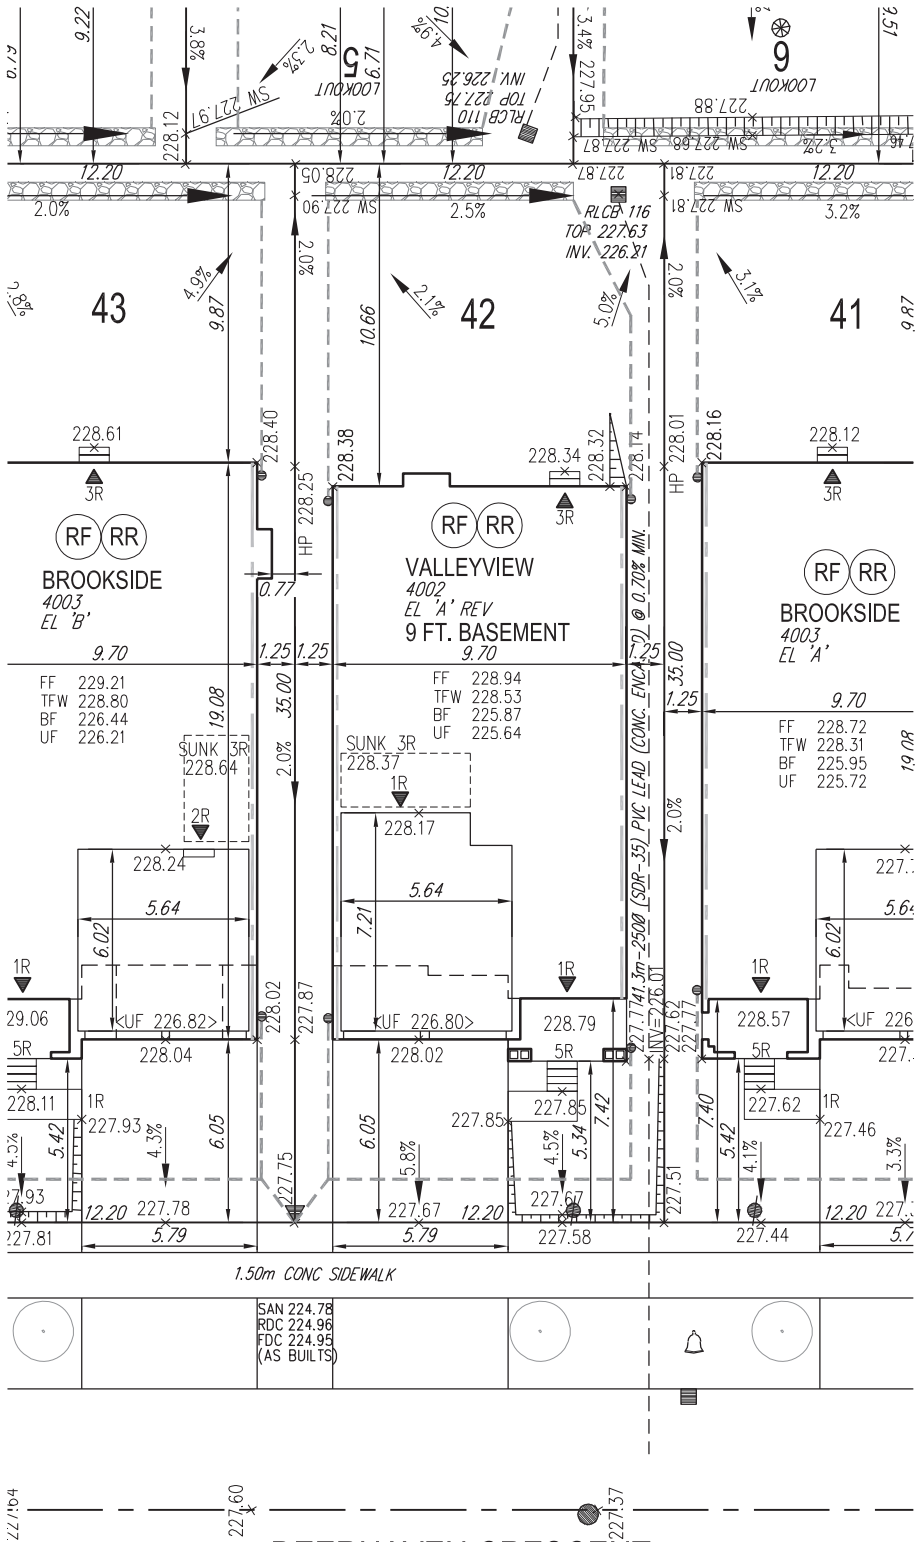 9.22
3.8%
2.3%
8.21
6.71
5
LOOKOUT
4.9%
RLCB 110
TOP 227.75
INV. 226.25
3.4%
227.95
6
LOOKOUT
9.51
228.12
SW 227.97
2.0%
227.88
227.87
SW 227.68
3.2%
12.20
228.05
227.87
227.81
12.20
2.0%
SW 227.90
2.5%
227.81
SW
3.2%
RLCB 116
TOP 227.63
INV. 226.21
4.9%
9.87
2.0%
10.66
2.1%
5.0%
2.0%
3.1%
2.8%
9.87
43
42
41
228.61
3R
228.40
HP 228.25
228.38
228.34
3R
228.32
228.14
HP 228.01
228.16
228.12
3R
RF RR
BROOKSIDE
4003
EL 'B'
0.77
RF RR
VALLEYVIEW
4002
EL 'A' REV
9 FT. BASEMENT
RF RR
BROOKSIDE
4003
EL 'A'
9.70
1.25
1.25
9.70
1.25
35.00
1.25
9.70
FF 229.21
TFW 228.80
BF 226.44
UF 226.21
19.08
35.00
2.0%
FF 228.94
TFW 228.53
BF 225.87
UF 225.64
FF 228.72
TFW 228.31
BF 225.95
UF 225.72
19.08
SUNK 3R
228.64
2R
228.24
SUNK 3R
228.37
1R
228.17
2.0%
5.64
6.02
5.64
7.21
5.64
6.02
(SDR-35) PVC LEAD
@ 0.70% MIN.
INV=226.01
1R
<UF 226.82>
228.02
227.87
<UF 226.80>
1R
228.79
227.77
227.62
227.77
1R
228.57
5R
228.04
228.02
5R
5R
228.11
1R
227.93
5.42
4.3%
6.05
6.05
5.8%
227.85
227.85
4.5%
5.34
7.42
7.40
5.42
227.62
1R
227.46
4.1%
3.3%
4.5%
227.75
227.67
227.51
12.20
227.78
227.67
12.20
12.20
227.81
5.79
5.79
227.58
227.44
1.50m CONC SIDEWALK
SAN 224.78
RDC 224.96
FDC 224.95
(AS BUILTS)
227.64
227.60
227.37